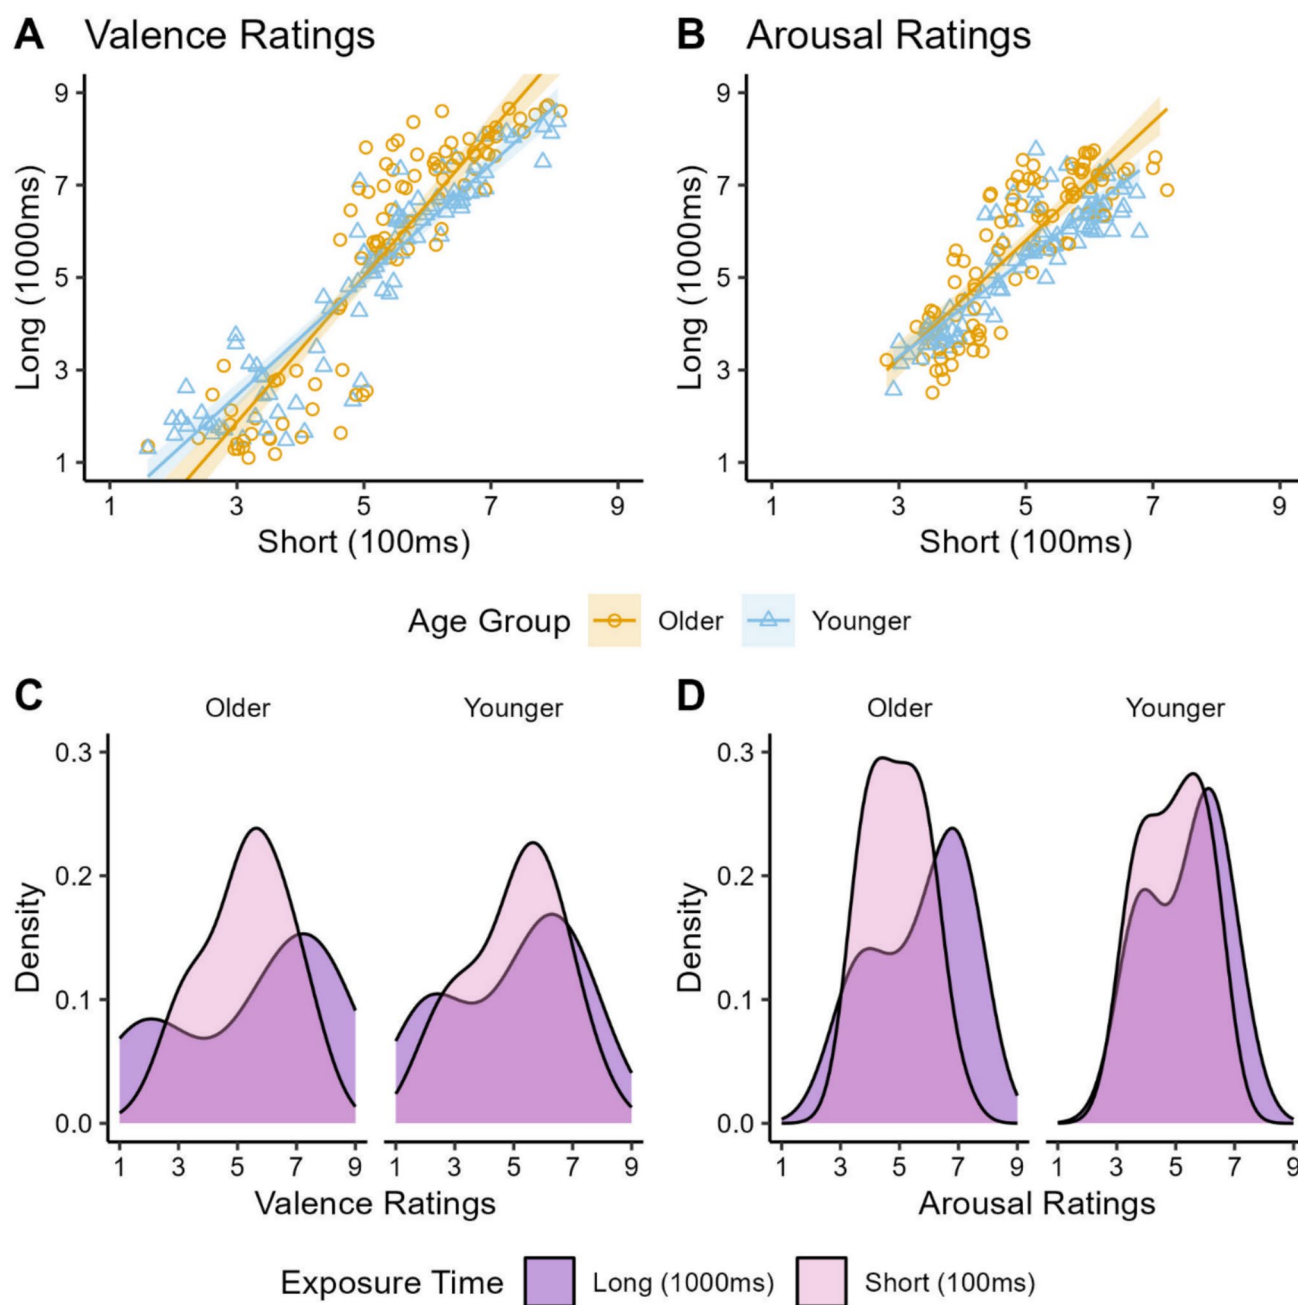 A Valence Ratings
B Arousal Ratings
Long (1000ms)
9
7
5
3
1
1 3 5 7 9
Short (100ms)
Long (1000ms)
9
7
5
3
1
1 3 5 7 9
Short (100ms)
Age Group Older Younger
C
Older Younger
Density
0.3
0.2
0.1
0.0
1 3 5 7 9 1 3 5 7 9
Valence Ratings
D
Older Younger
Density
0.3
0.2
0.1
0.0
1 3 5 7 9 1 3 5 7 9
Arousal Ratings
Exposure Time Long (1000ms) Short (100ms)